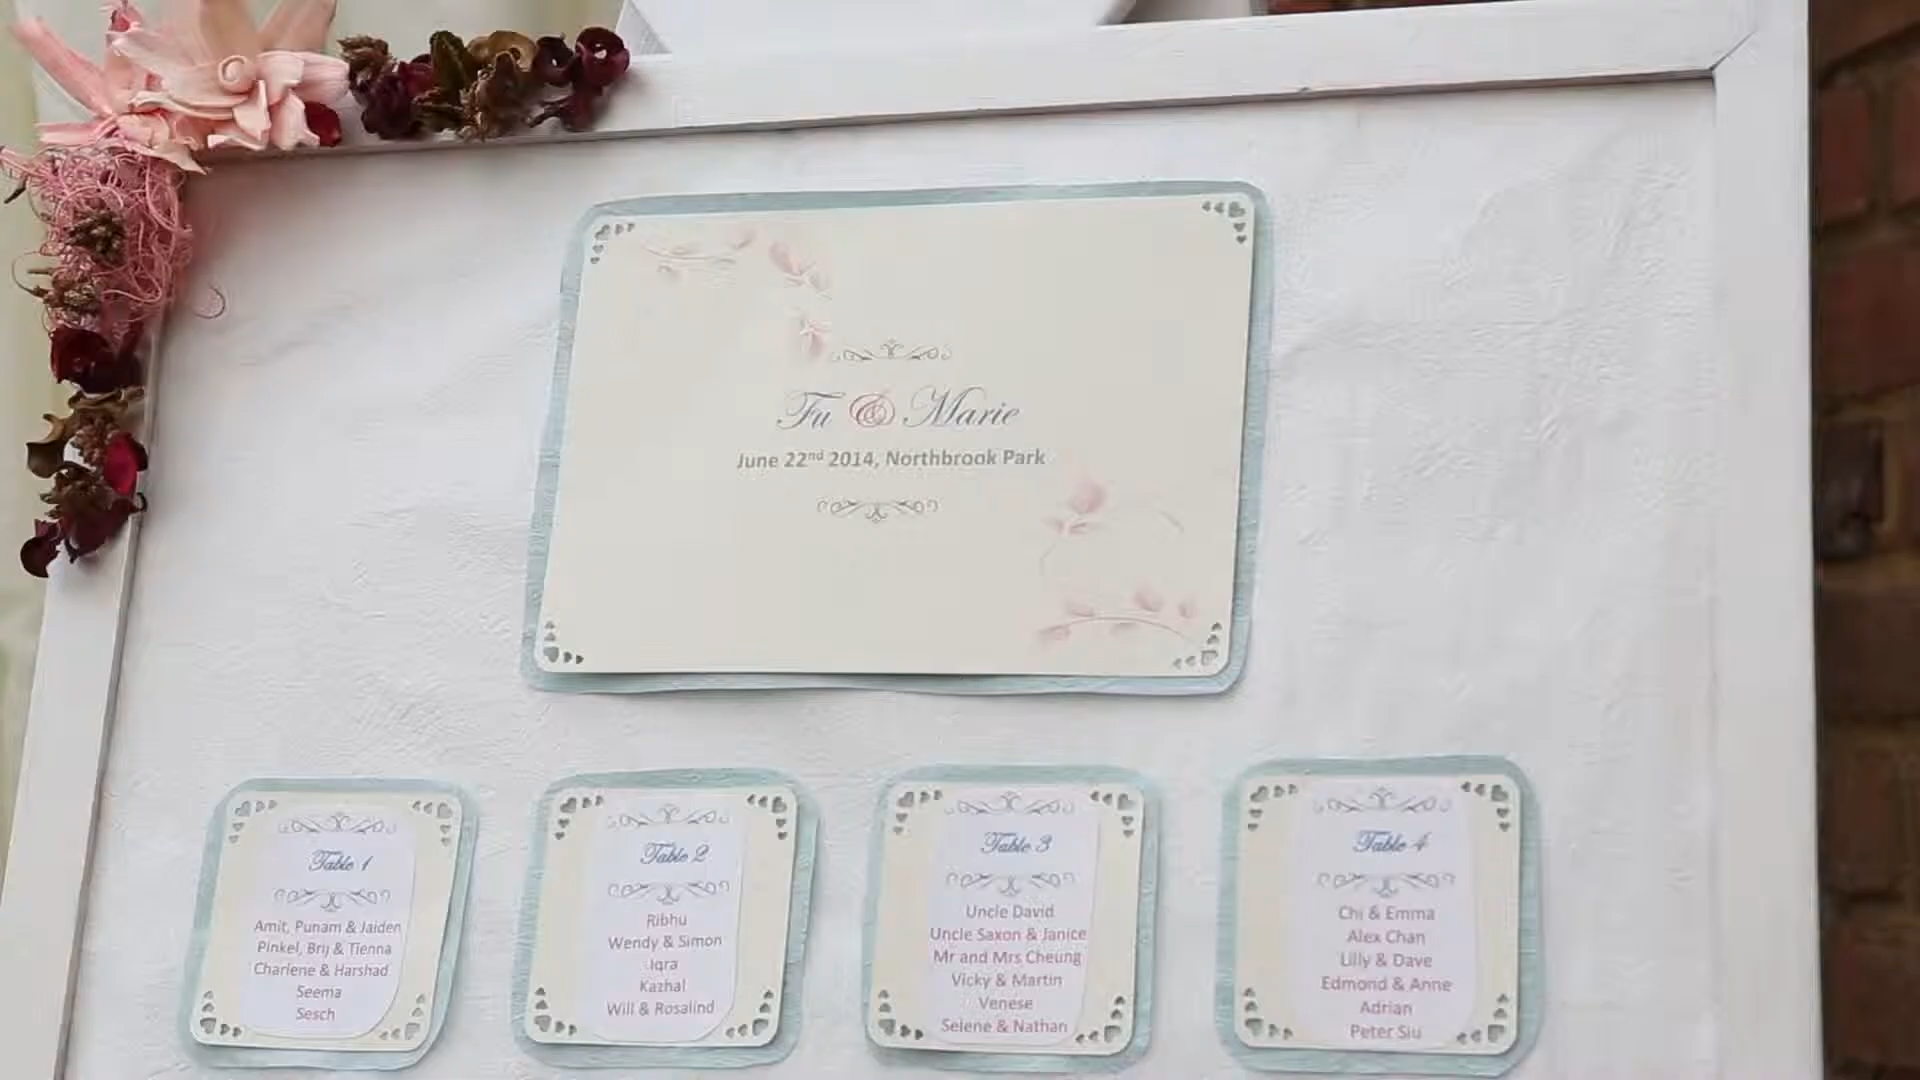 Fu & Marie
June 22nd 2014, Northbrook Park
Table 1
Amit, Punam & Jaiden
Pinkel, Brij & Tienna
Charlene & Harshad
Seema
Sesch
Table 2
Ribhu
Wendy & Simon
Iqra
Kazhal
Will & Rosalind
Table 3
Uncle David
Uncle Saxon & Janice
Mr and Mrs Cheung
Vicky & Martin
Venese
Selene & Nathan
Table 4
Chi & Emma
Alex Chan
Lilly & Dave
Edmond & Anne
Adrian
Peter Siu